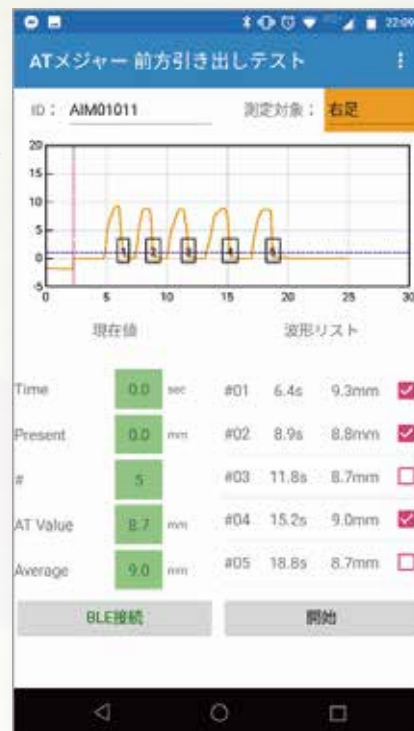 22:09
ATメジャー 前方引き出しテスト
ID： AIM01011 測定対象： 右足
20
15
10
5
0
-5
1 2 3 4 5
0 5 10 15 20 25 30
現在値 波形リスト
Time 0.0 sec #01 6.4s 9.3mm
Present 0.0 mm #02 8.9s 8.8mm
# 5 #03 11.8s 8.7mm
AT Value 8.7 mm #04 15.2s 9.0mm
Average 9.0 mm #05 18.8s 8.7mm
BLE接続 開始